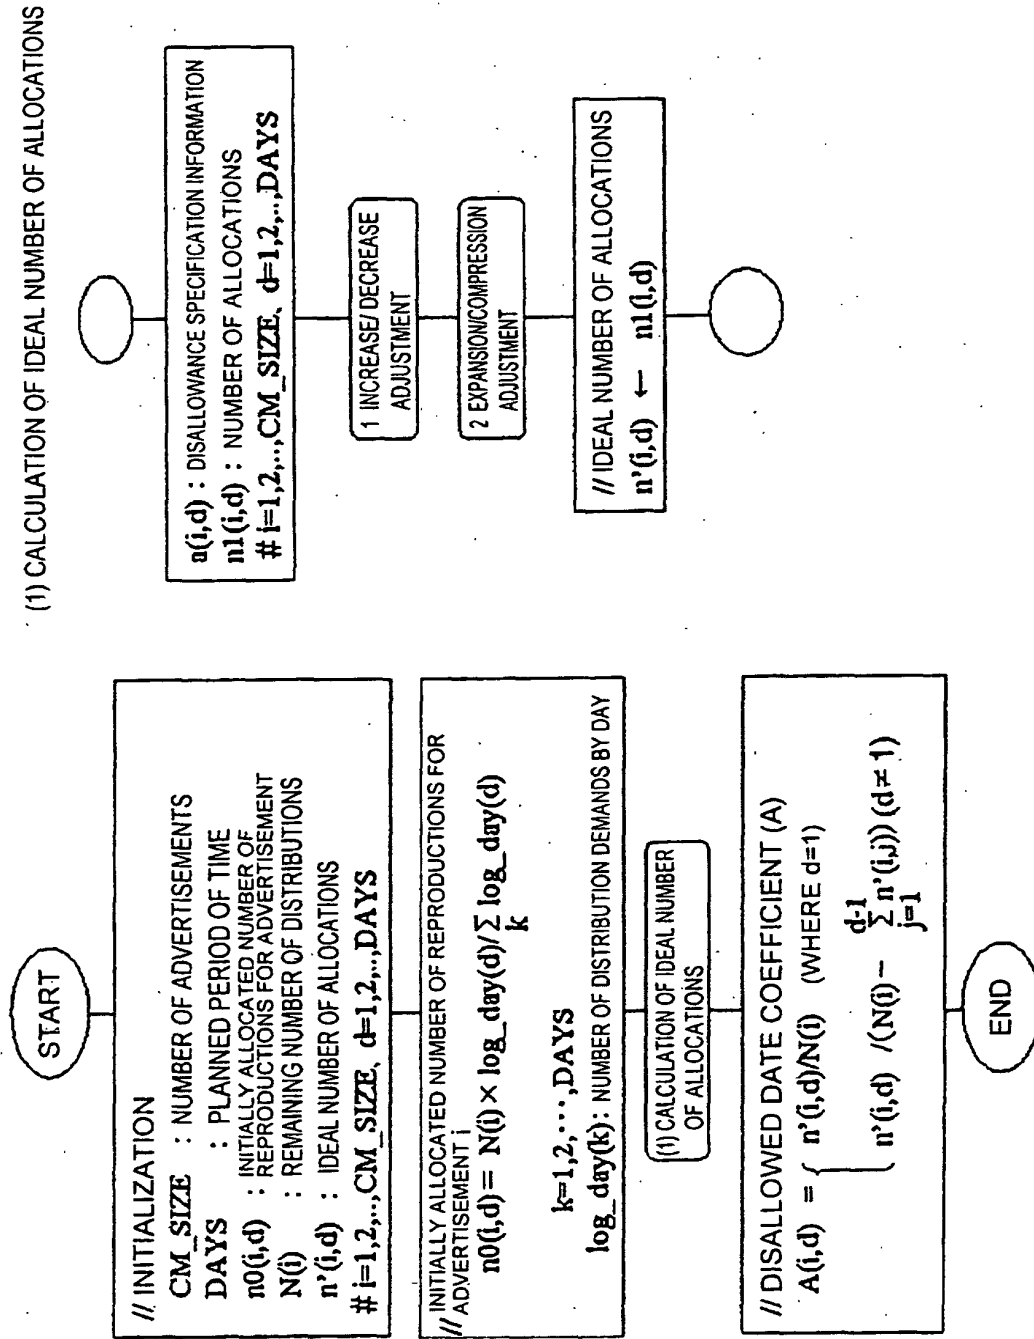 START
// INITIALIZATION
CM_SIZE : NUMBER OF ADVERTISEMENTS
DAYS : PLANNED PERIOD OF TIME
n0(i,d) : INITIALLY ALLOCATED NUMBER OF
REPRODUCTIONS FOR ADVERTISEMENT
N(i) : REMAINING NUMBER OF DISTRIBUTIONS
n'(i,d) : IDEAL NUMBER OF ALLOCATIONS
# i=1,2,..,CM_SIZE, d=1,2,..,DAYS
// INITIALLY ALLOCATED NUMBER OF REPRODUCTIONS FOR
ADVERTISEMENT i
n0(i,d) = N(i) × log_day(d)/Σ log_day(d)
k
k=1,2,···,DAYS
log_day(k) : NUMBER OF DISTRIBUTION DEMANDS BY DAY
(1) CALCULATION OF IDEAL NUMBER
OF ALLOCATIONS
// DISALLOWED DATE COEFFICIENT (A)
A(i,d) = { n'(i,d)/N(i) (WHERE d=1)
d-1
n'(i,d) /(N(i) − Σ n'(i,j)) (d ≠ 1)
j=1
END
(1) CALCULATION OF IDEAL NUMBER OF ALLOCATIONS
a(i,d) : DISALLOWANCE SPECIFICATION INFORMATION
n1(i,d) : NUMBER OF ALLOCATIONS
# i=1,2,..,CM_SIZE, d=1,2,..,DAYS
1 INCREASE/ DECREASE
ADJUSTMENT
2 EXPANSION/COMPRESSION
ADJUSTMENT
// IDEAL NUMBER OF ALLOCATIONS
n'(i,d) ← n1(i,d)